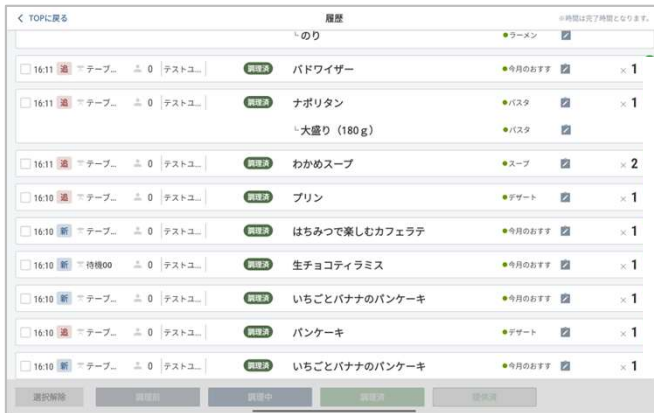 < TOPに戻る 履歴 ※時間は完了時間となります。
└のり ●ラーメン
16:11 追 テーブ... 0 テストユ... 調理済 バドワイザー ●今月のおすす × 1
16:11 追 テーブ... 0 テストユ... 調理済 ナポリタン ●パスタ × 1
└大盛り（180ｇ） ●パスタ
16:11 追 テーブ... 0 テストユ... 調理済 わかめスープ ●スープ × 2
16:10 追 テーブ... 0 テストユ... 調理済 プリン ●デザート × 1
16:10 新 テーブ... 0 テストユ... 調理済 はちみつで楽しむカフェラテ ●今月のおすす × 1
16:10 新 待機00 0 テストユ... 調理済 生チョコティラミス ●今月のおすす × 1
16:10 新 テーブ... 0 テストユ... 調理済 いちごとバナナのパンケーキ ●今月のおすす × 1
16:10 追 テーブ... 0 テストユ... 調理済 パンケーキ ●デザート × 1
16:10 新 テーブ... 0 テストユ... 調理済 いちごとバナナのパンケーキ ●今月のおすす × 1
選択解除 調理前 調理中 調理済 提供済